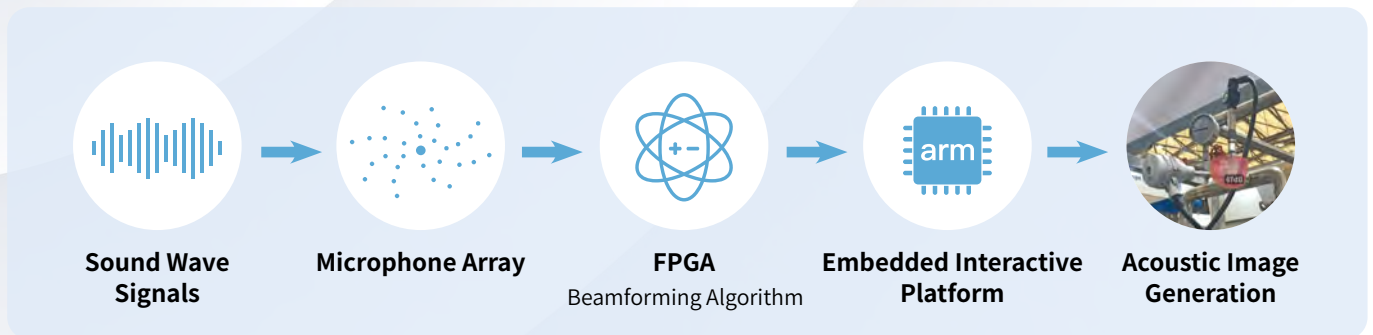 arm
Sound Wave
Signals
Microphone Array
FPGA
Beamforming Algorithm
Embedded Interactive
Platform
Acoustic Image
Generation